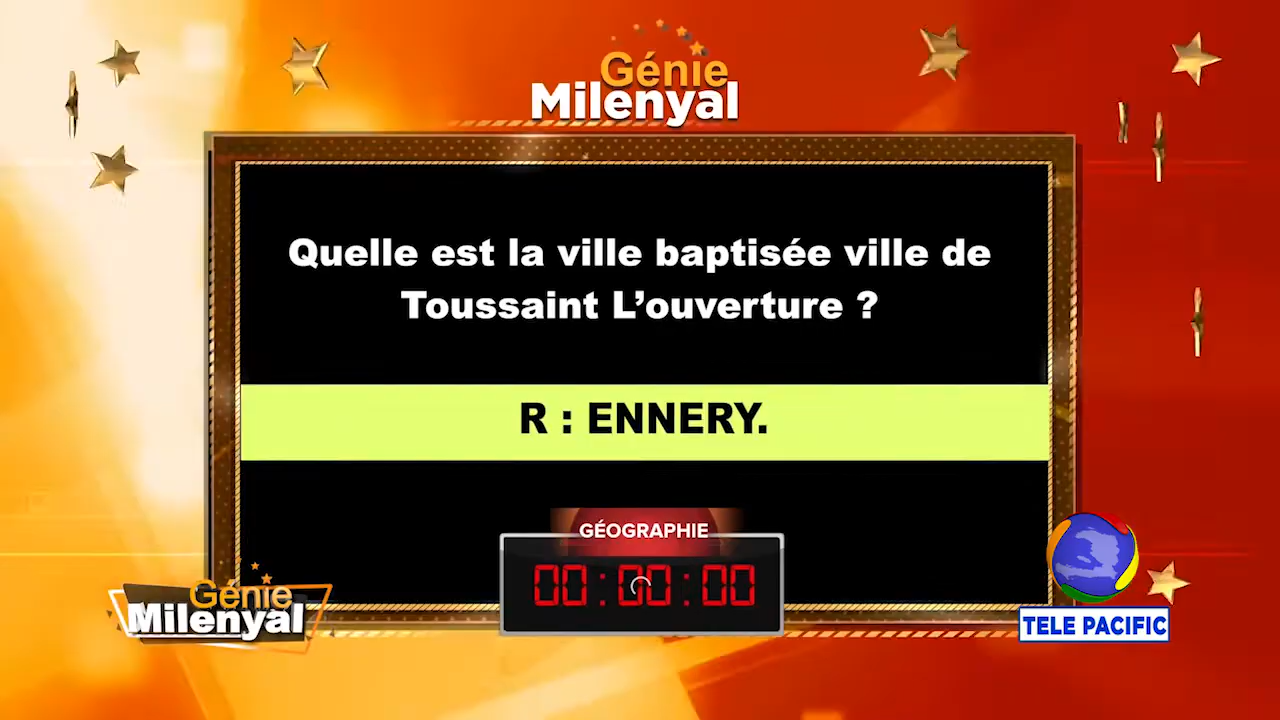 Génie
Milenyal
Quelle est la ville baptisée ville de
Toussaint L’ouverture ?
R : ENNERY.
GÉOGRAPHIE
00:00:00
Génie
Milenyal
TELE PACIFIC